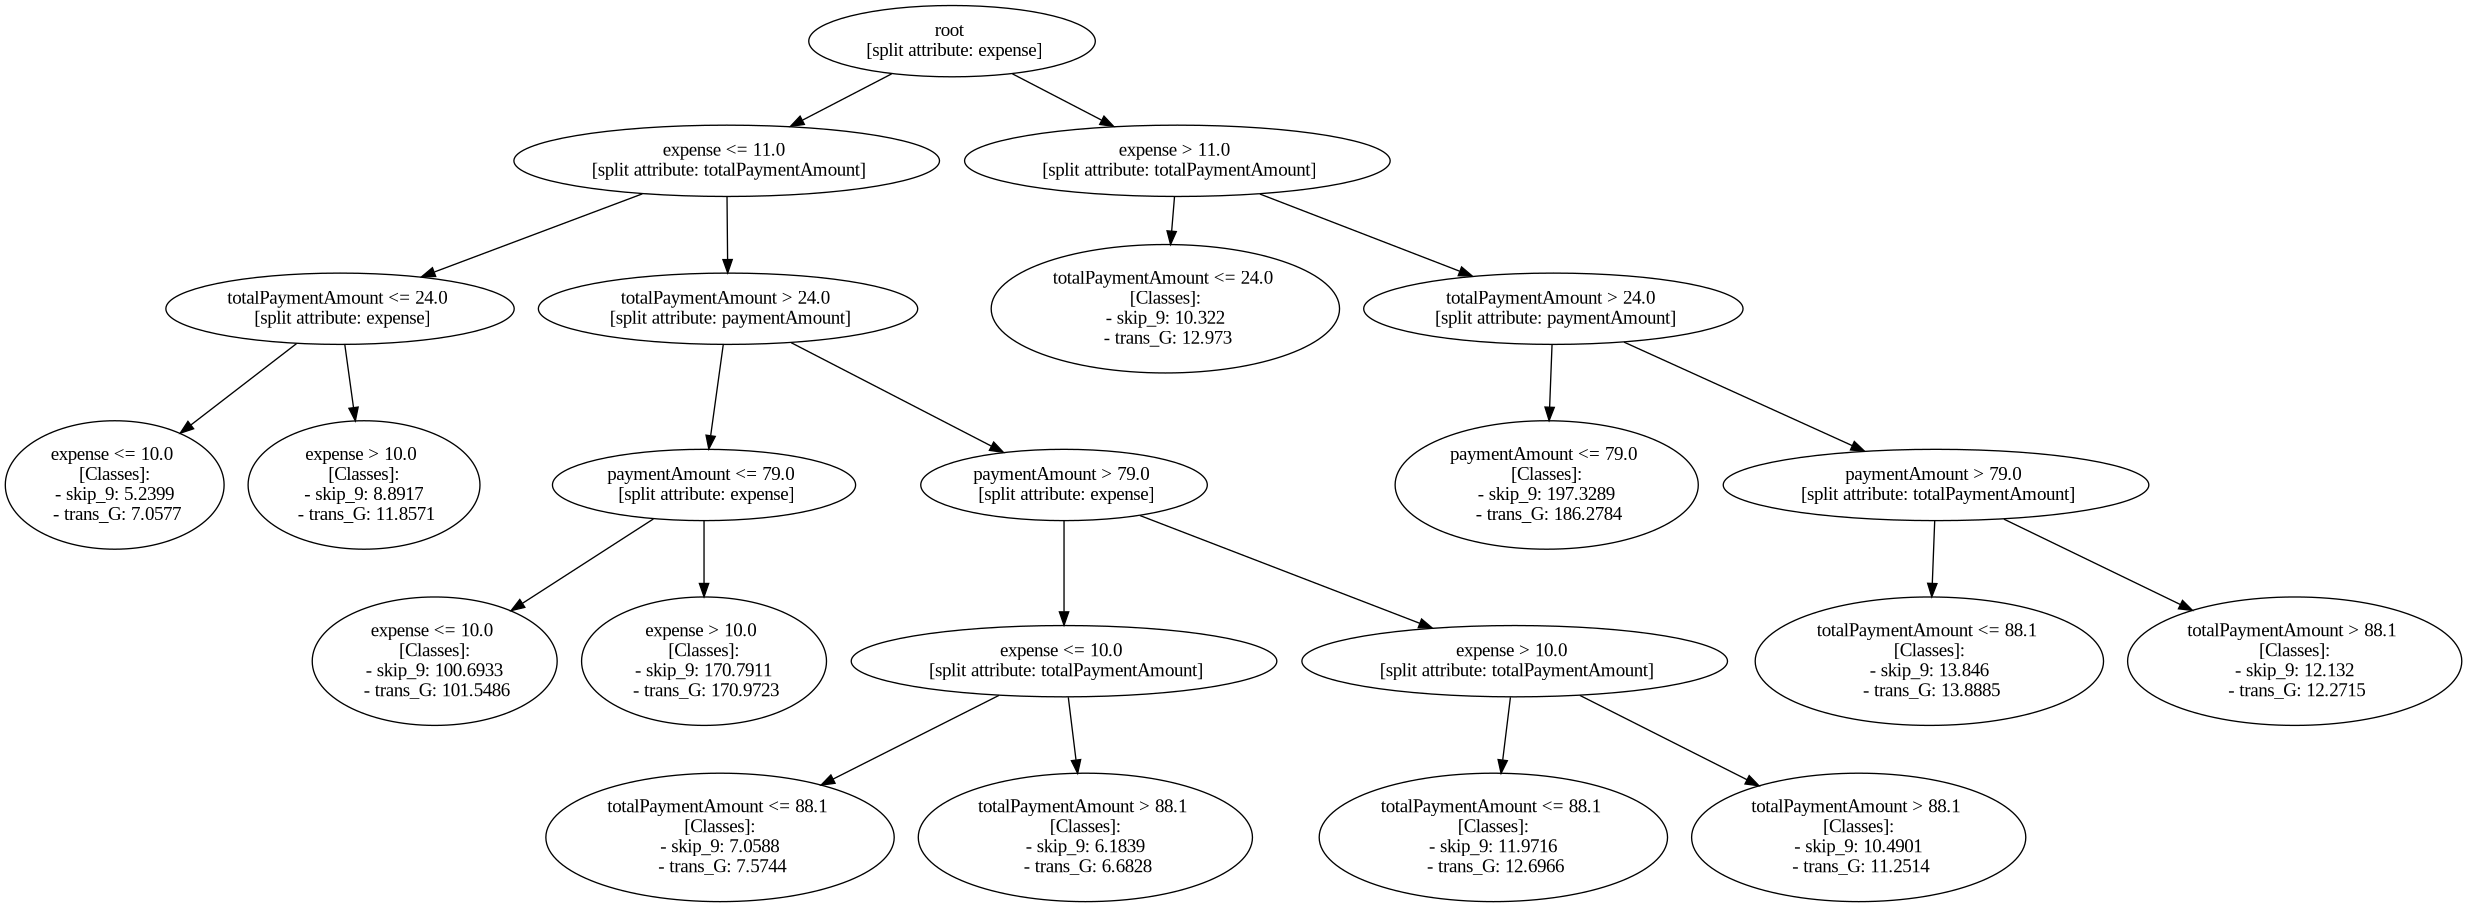 root
[split attribute: expense]
expense <= 11.0
[split attribute: totalPaymentAmount]
expense > 11.0
[split attribute: totalPaymentAmount]
totalPaymentAmount <= 24.0
[split attribute: expense]
totalPaymentAmount > 24.0
[split attribute: paymentAmount]
totalPaymentAmount <= 24.0
[Classes]:
- skip_9: 10.322
- trans_G: 12.973
totalPaymentAmount > 24.0
[split attribute: paymentAmount]
expense <= 10.0
[Classes]:
- skip_9: 5.2399
- trans_G: 7.0577
expense > 10.0
[Classes]:
- skip_9: 8.8917
- trans_G: 11.8571
paymentAmount <= 79.0
[split attribute: expense]
paymentAmount > 79.0
[split attribute: expense]
paymentAmount <= 79.0
[Classes]:
- skip_9: 197.3289
- trans_G: 186.2784
paymentAmount > 79.0
[split attribute: totalPaymentAmount]
expense <= 10.0
[Classes]:
- skip_9: 100.6933
- trans_G: 101.5486
expense > 10.0
[Classes]:
- skip_9: 170.7911
- trans_G: 170.9723
expense <= 10.0
[split attribute: totalPaymentAmount]
expense > 10.0
[split attribute: totalPaymentAmount]
totalPaymentAmount <= 88.1
[Classes]:
- skip_9: 13.846
- trans_G: 13.8885
totalPaymentAmount > 88.1
[Classes]:
- skip_9: 12.132
- trans_G: 12.2715
totalPaymentAmount <= 88.1
[Classes]:
- skip_9: 7.0588
- trans_G: 7.5744
totalPaymentAmount > 88.1
[Classes]:
- skip_9: 6.1839
- trans_G: 6.6828
totalPaymentAmount <= 88.1
[Classes]:
- skip_9: 11.9716
- trans_G: 12.6966
totalPaymentAmount > 88.1
[Classes]:
- skip_9: 10.4901
- trans_G: 11.2514